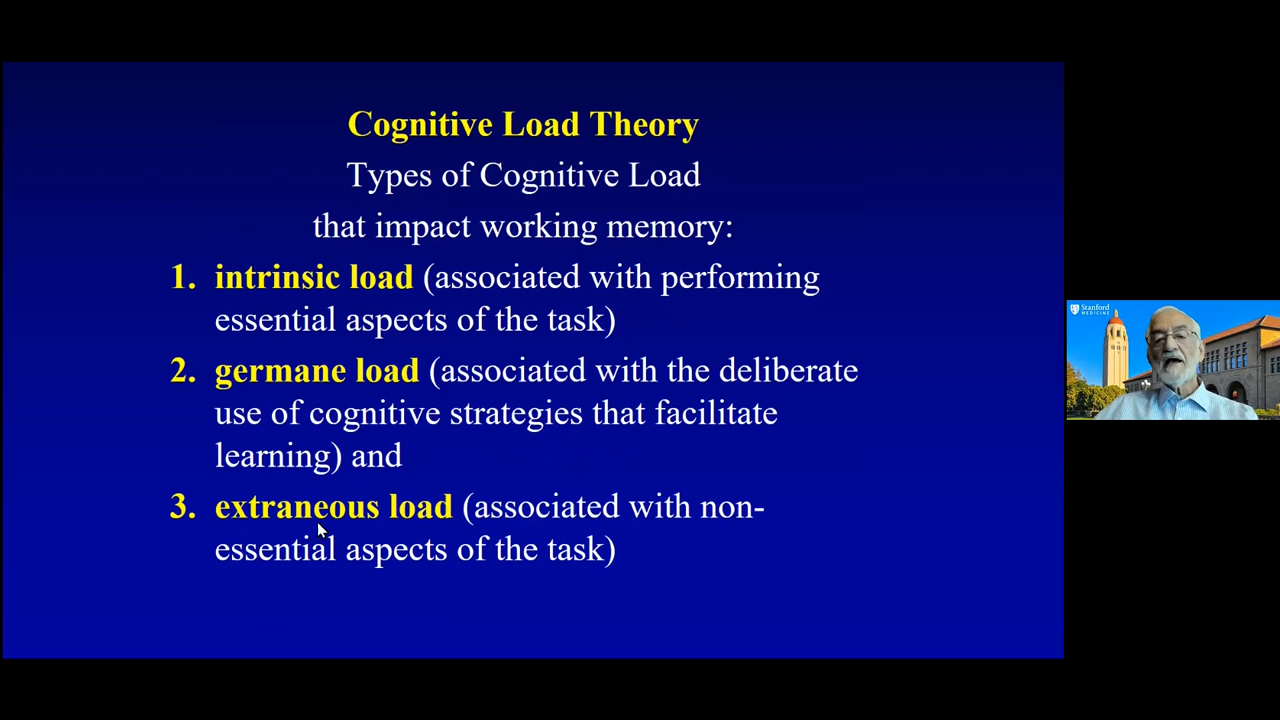 Cognitive Load Theory
Types of Cognitive Load
that impact working memory:
1. intrinsic load (associated with performing
essential aspects of the task)
2. germane load (associated with the deliberate
use of cognitive strategies that facilitate
learning) and
3. extraneous load (associated with non-
essential aspects of the task)
Stanford
MEDICINE